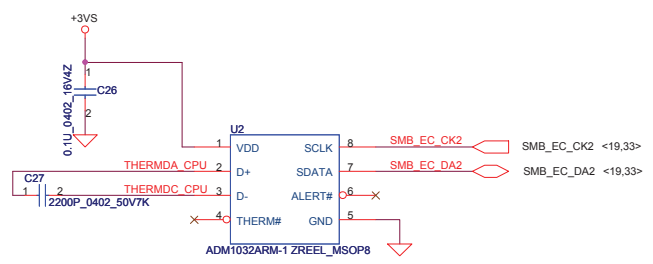 +3VS
1
C26
2
0.1U_0402_16V4Z
U2
1 VDD SCLK 8 SMB_EC_CK2 SMB_EC_CK2 <19,33>
THERMDA_CPU 2 D+ SDATA 7 SMB_EC_DA2 SMB_EC_DA2 <19,33>
C27
1 2 THERMDC_CPU 3 D- ALERT# 6
2200P_0402_50V7K
4 THERM# GND 5
ADM1032ARM-1 ZREEL_MSOP8